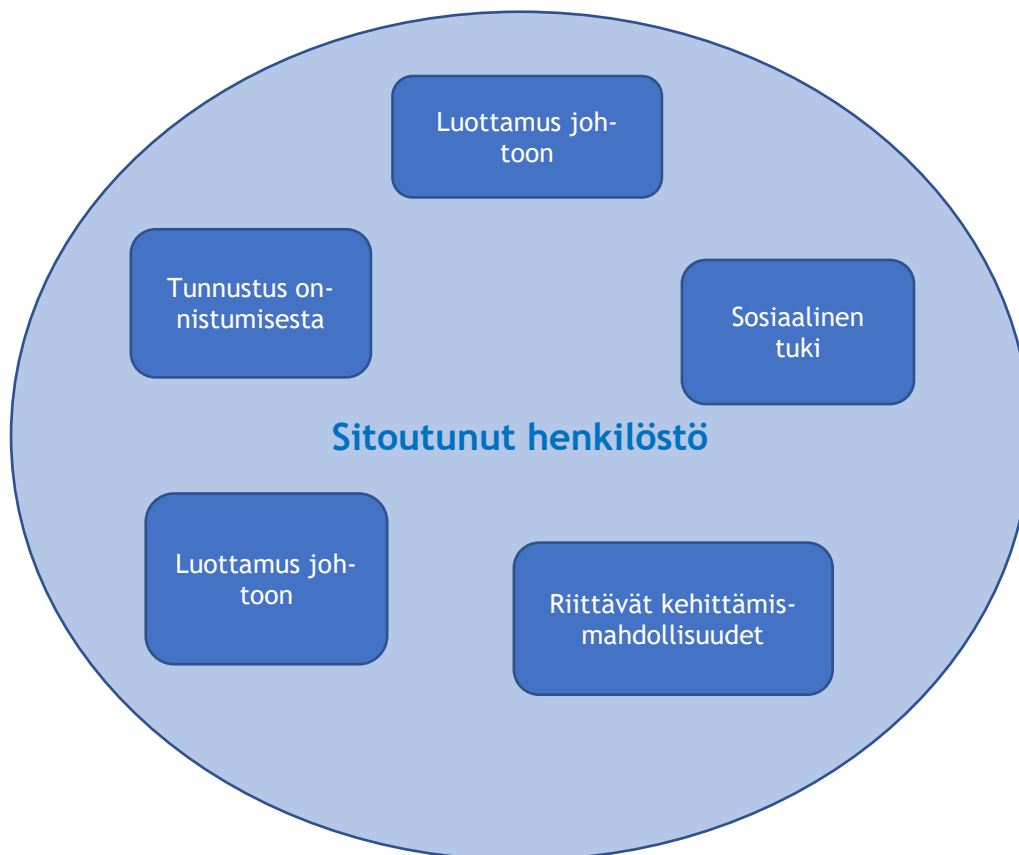 Luottamus joh-
toon
Tunnustus on-
nistumisesta
Sosiaalinen
tuki
Sitoutunut henkilöstö
Luottamus joh-
toon
Riittävät kehittämis-
mahdollisuudet